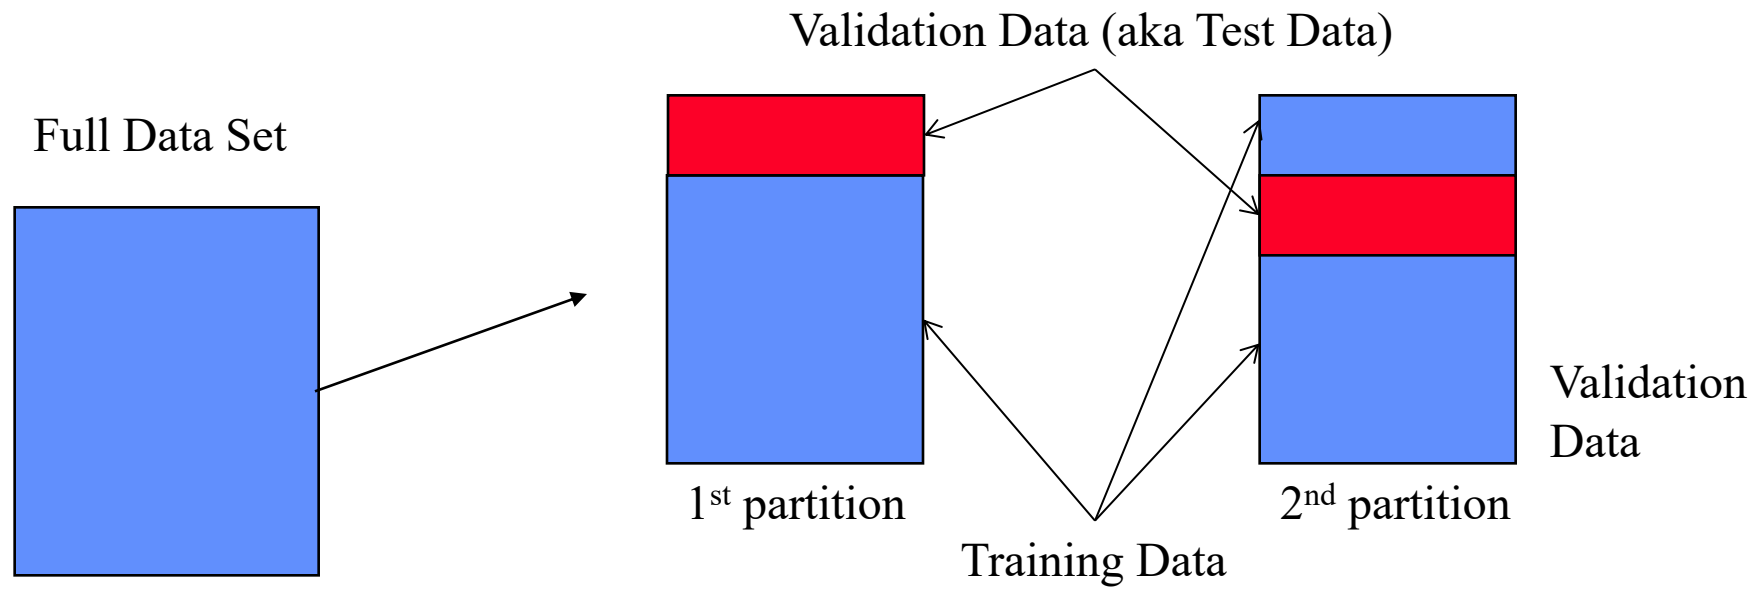 Validation Data (aka Test Data)
Full Data Set
Validation
Data
1st partition
2nd partition
Training Data